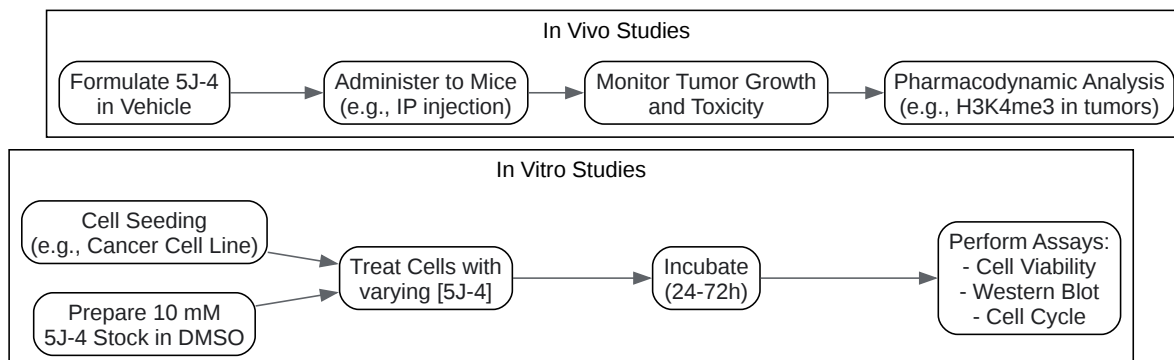 In Vivo Studies
Formulate 5J-4
in Vehicle
Administer to Mice
(e.g., IP injection)
Monitor Tumor Growth
and Toxicity
Pharmacodynamic Analysis
(e.g., H3K4me3 in tumors)
In Vitro Studies
Cell Seeding
(e.g., Cancer Cell Line)
Prepare 10 mM
5J-4 Stock in DMSO
Treat Cells with
varying [5J-4]
Incubate
(24-72h)
Perform Assays:
- Cell Viability
- Western Blot
- Cell Cycle